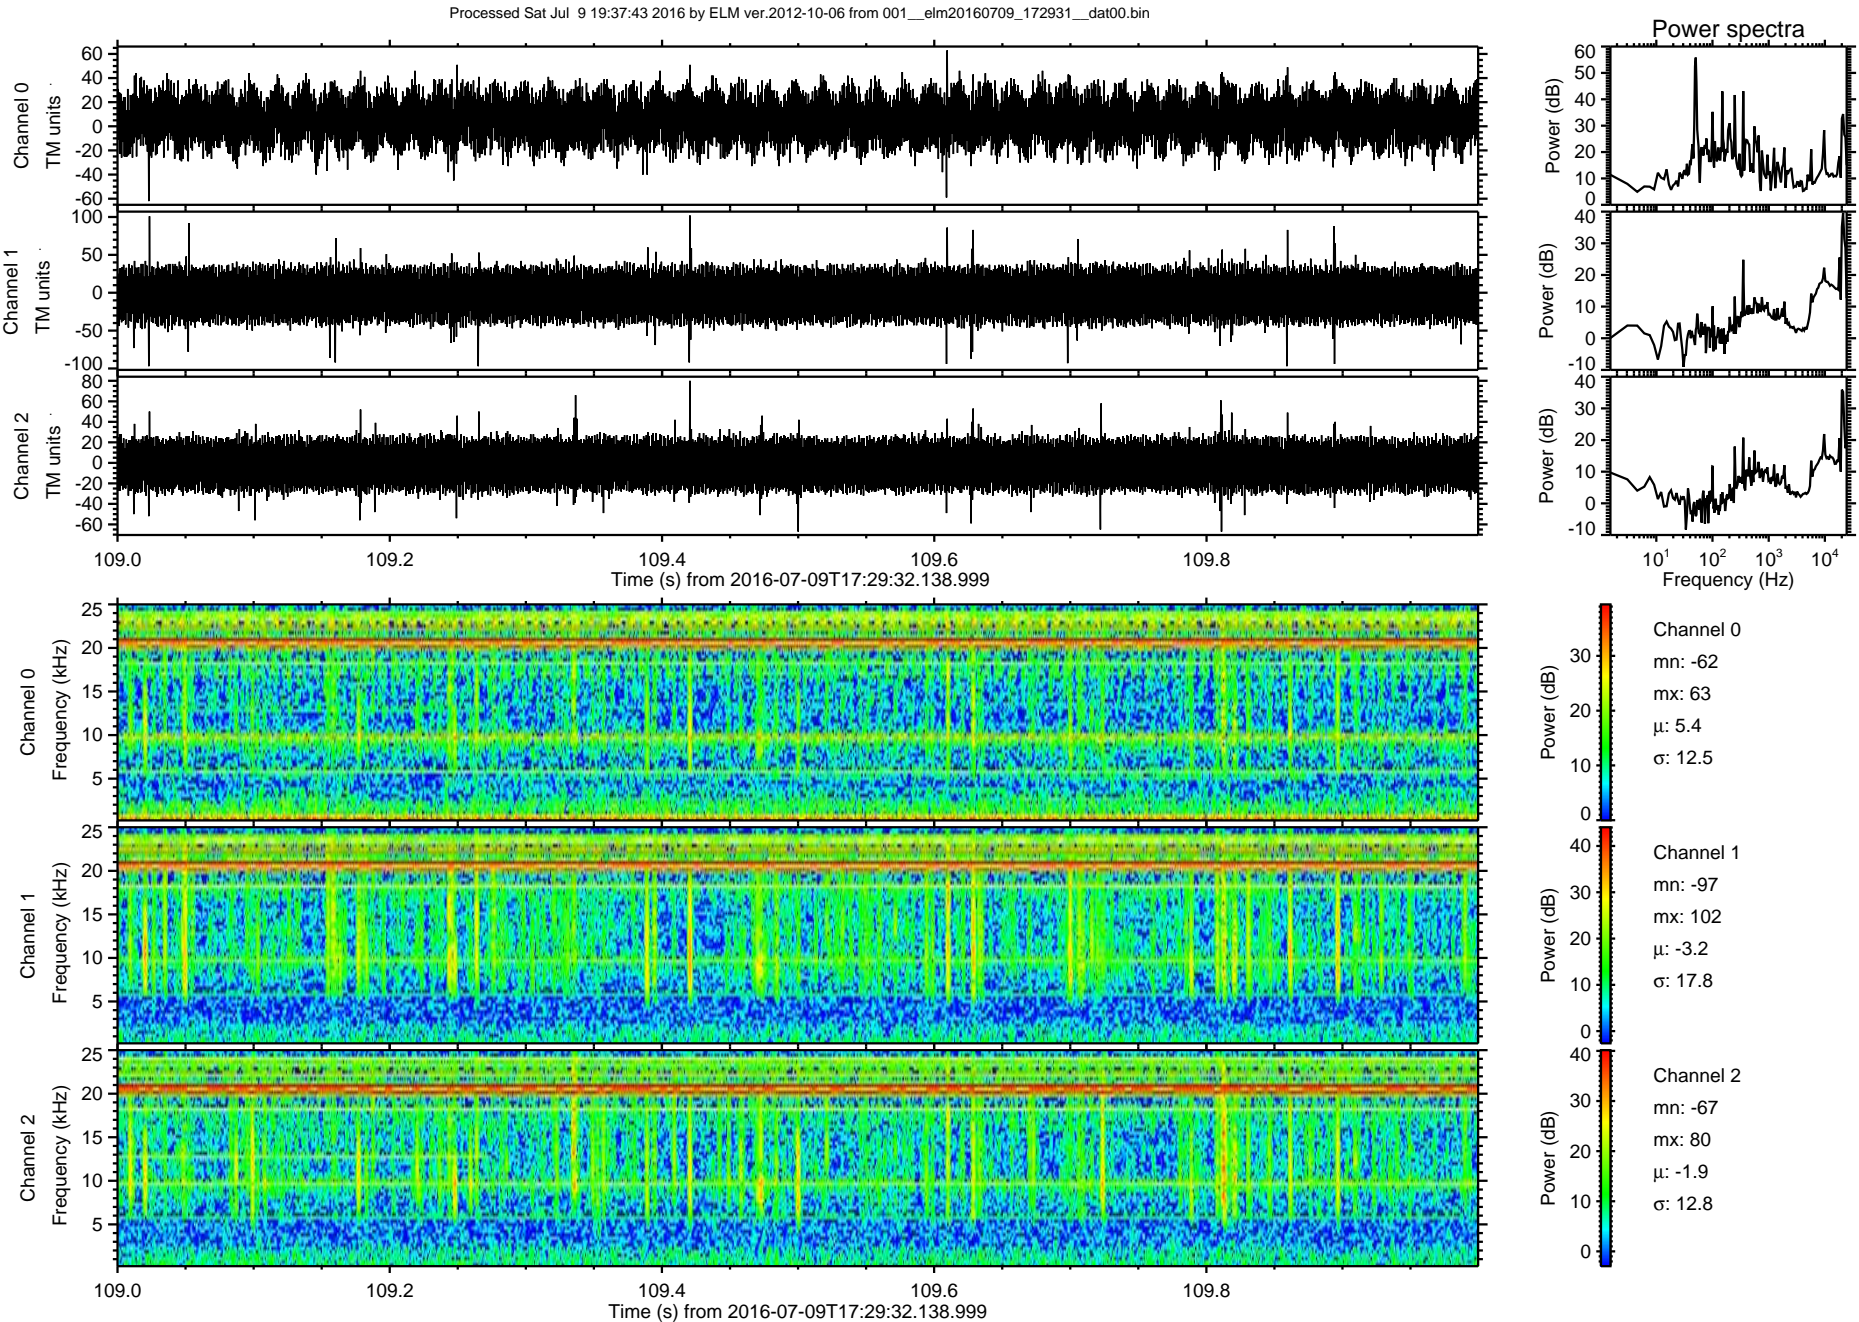 Processed Sat Jul  9 19:37:43 2016 by ELM ver.2012-10-06 from 001__elm20160709_172931__dat00.bin
Power spectra
Channel 0
TM units
60
40
20
0
-20
-40
-60
Power (dB)
60
50
40
30
20
10
0
Channel 1
TM units
100
50
0
-50
-100
Power (dB)
40
30
20
10
0
-10
Channel 2
TM units
80
60
40
20
0
-20
-40
-60
Power (dB)
40
30
20
10
0
-10
109.0 109.2 109.4 109.6 109.8
Time (s) from 2016-07-09T17:29:32.138.999
10¹ 10² 10³ 10⁴
Frequency (Hz)
Channel 0
Frequency (kHz)
25
20
15
10
5
Power (dB)
30
20
10
0
Channel 0
mn: -62
mx: 63
μ: 5.4
σ: 12.5
Channel 1
Frequency (kHz)
25
20
15
10
5
Power (dB)
40
30
20
10
0
Channel 1
mn: -97
mx: 102
μ: -3.2
σ: 17.8
Channel 2
Frequency (kHz)
25
20
15
10
5
Power (dB)
40
30
20
10
0
Channel 2
mn: -67
mx: 80
μ: -1.9
σ: 12.8
109.0 109.2 109.4 109.6 109.8
Time (s) from 2016-07-09T17:29:32.138.999